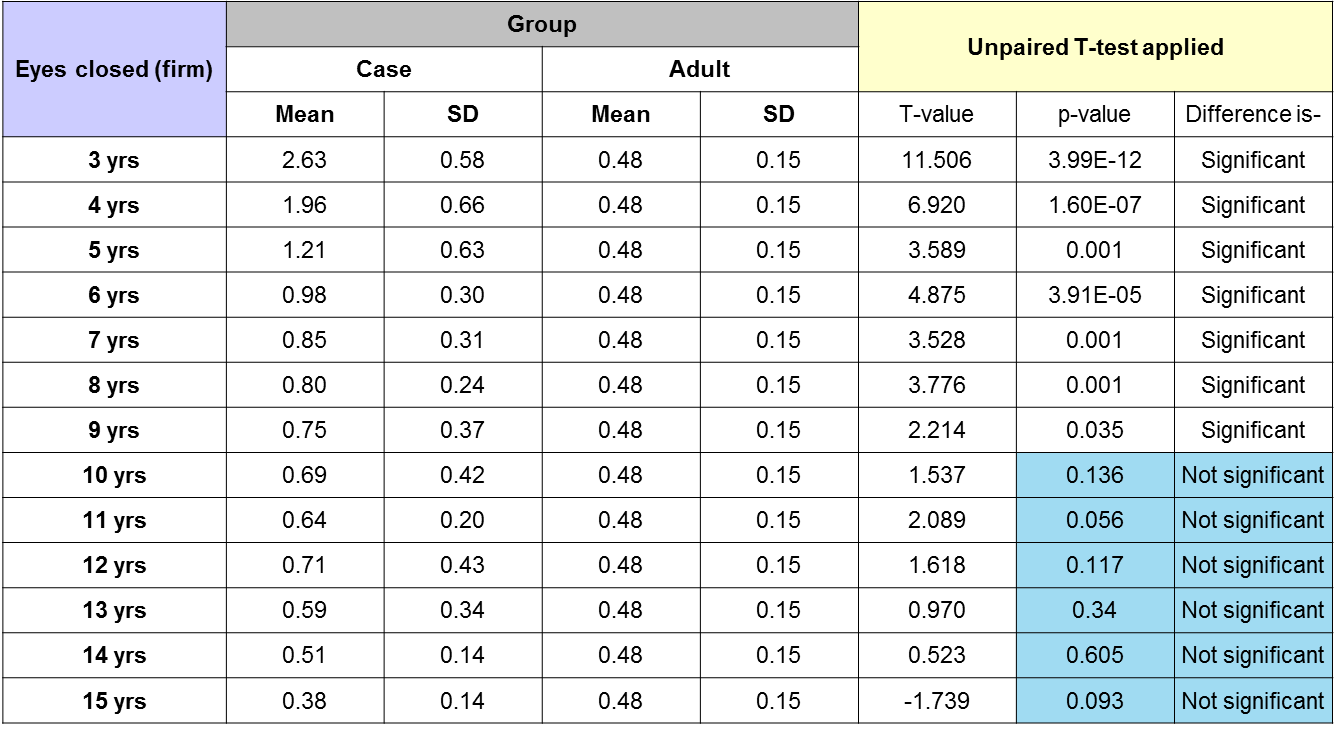 Eyes closed (firm) Group Unpaired T-test applied
Case Adult
Mean SD Mean SD T-value p-value Difference is-
3 yrs 2.63 0.58 0.48 0.15 11.506 3.99E-12 Significant
4 yrs 1.96 0.66 0.48 0.15 6.920 1.60E-07 Significant
5 yrs 1.21 0.63 0.48 0.15 3.589 0.001 Significant
6 yrs 0.98 0.30 0.48 0.15 4.875 3.91E-05 Significant
7 yrs 0.85 0.31 0.48 0.15 3.528 0.001 Significant
8 yrs 0.80 0.24 0.48 0.15 3.776 0.001 Significant
9 yrs 0.75 0.37 0.48 0.15 2.214 0.035 Significant
10 yrs 0.69 0.42 0.48 0.15 1.537 0.136 Not significant
11 yrs 0.64 0.20 0.48 0.15 2.089 0.056 Not significant
12 yrs 0.71 0.43 0.48 0.15 1.618 0.117 Not significant
13 yrs 0.59 0.34 0.48 0.15 0.970 0.34 Not significant
14 yrs 0.51 0.14 0.48 0.15 0.523 0.605 Not significant
15 yrs 0.38 0.14 0.48 0.15 -1.739 0.093 Not significant